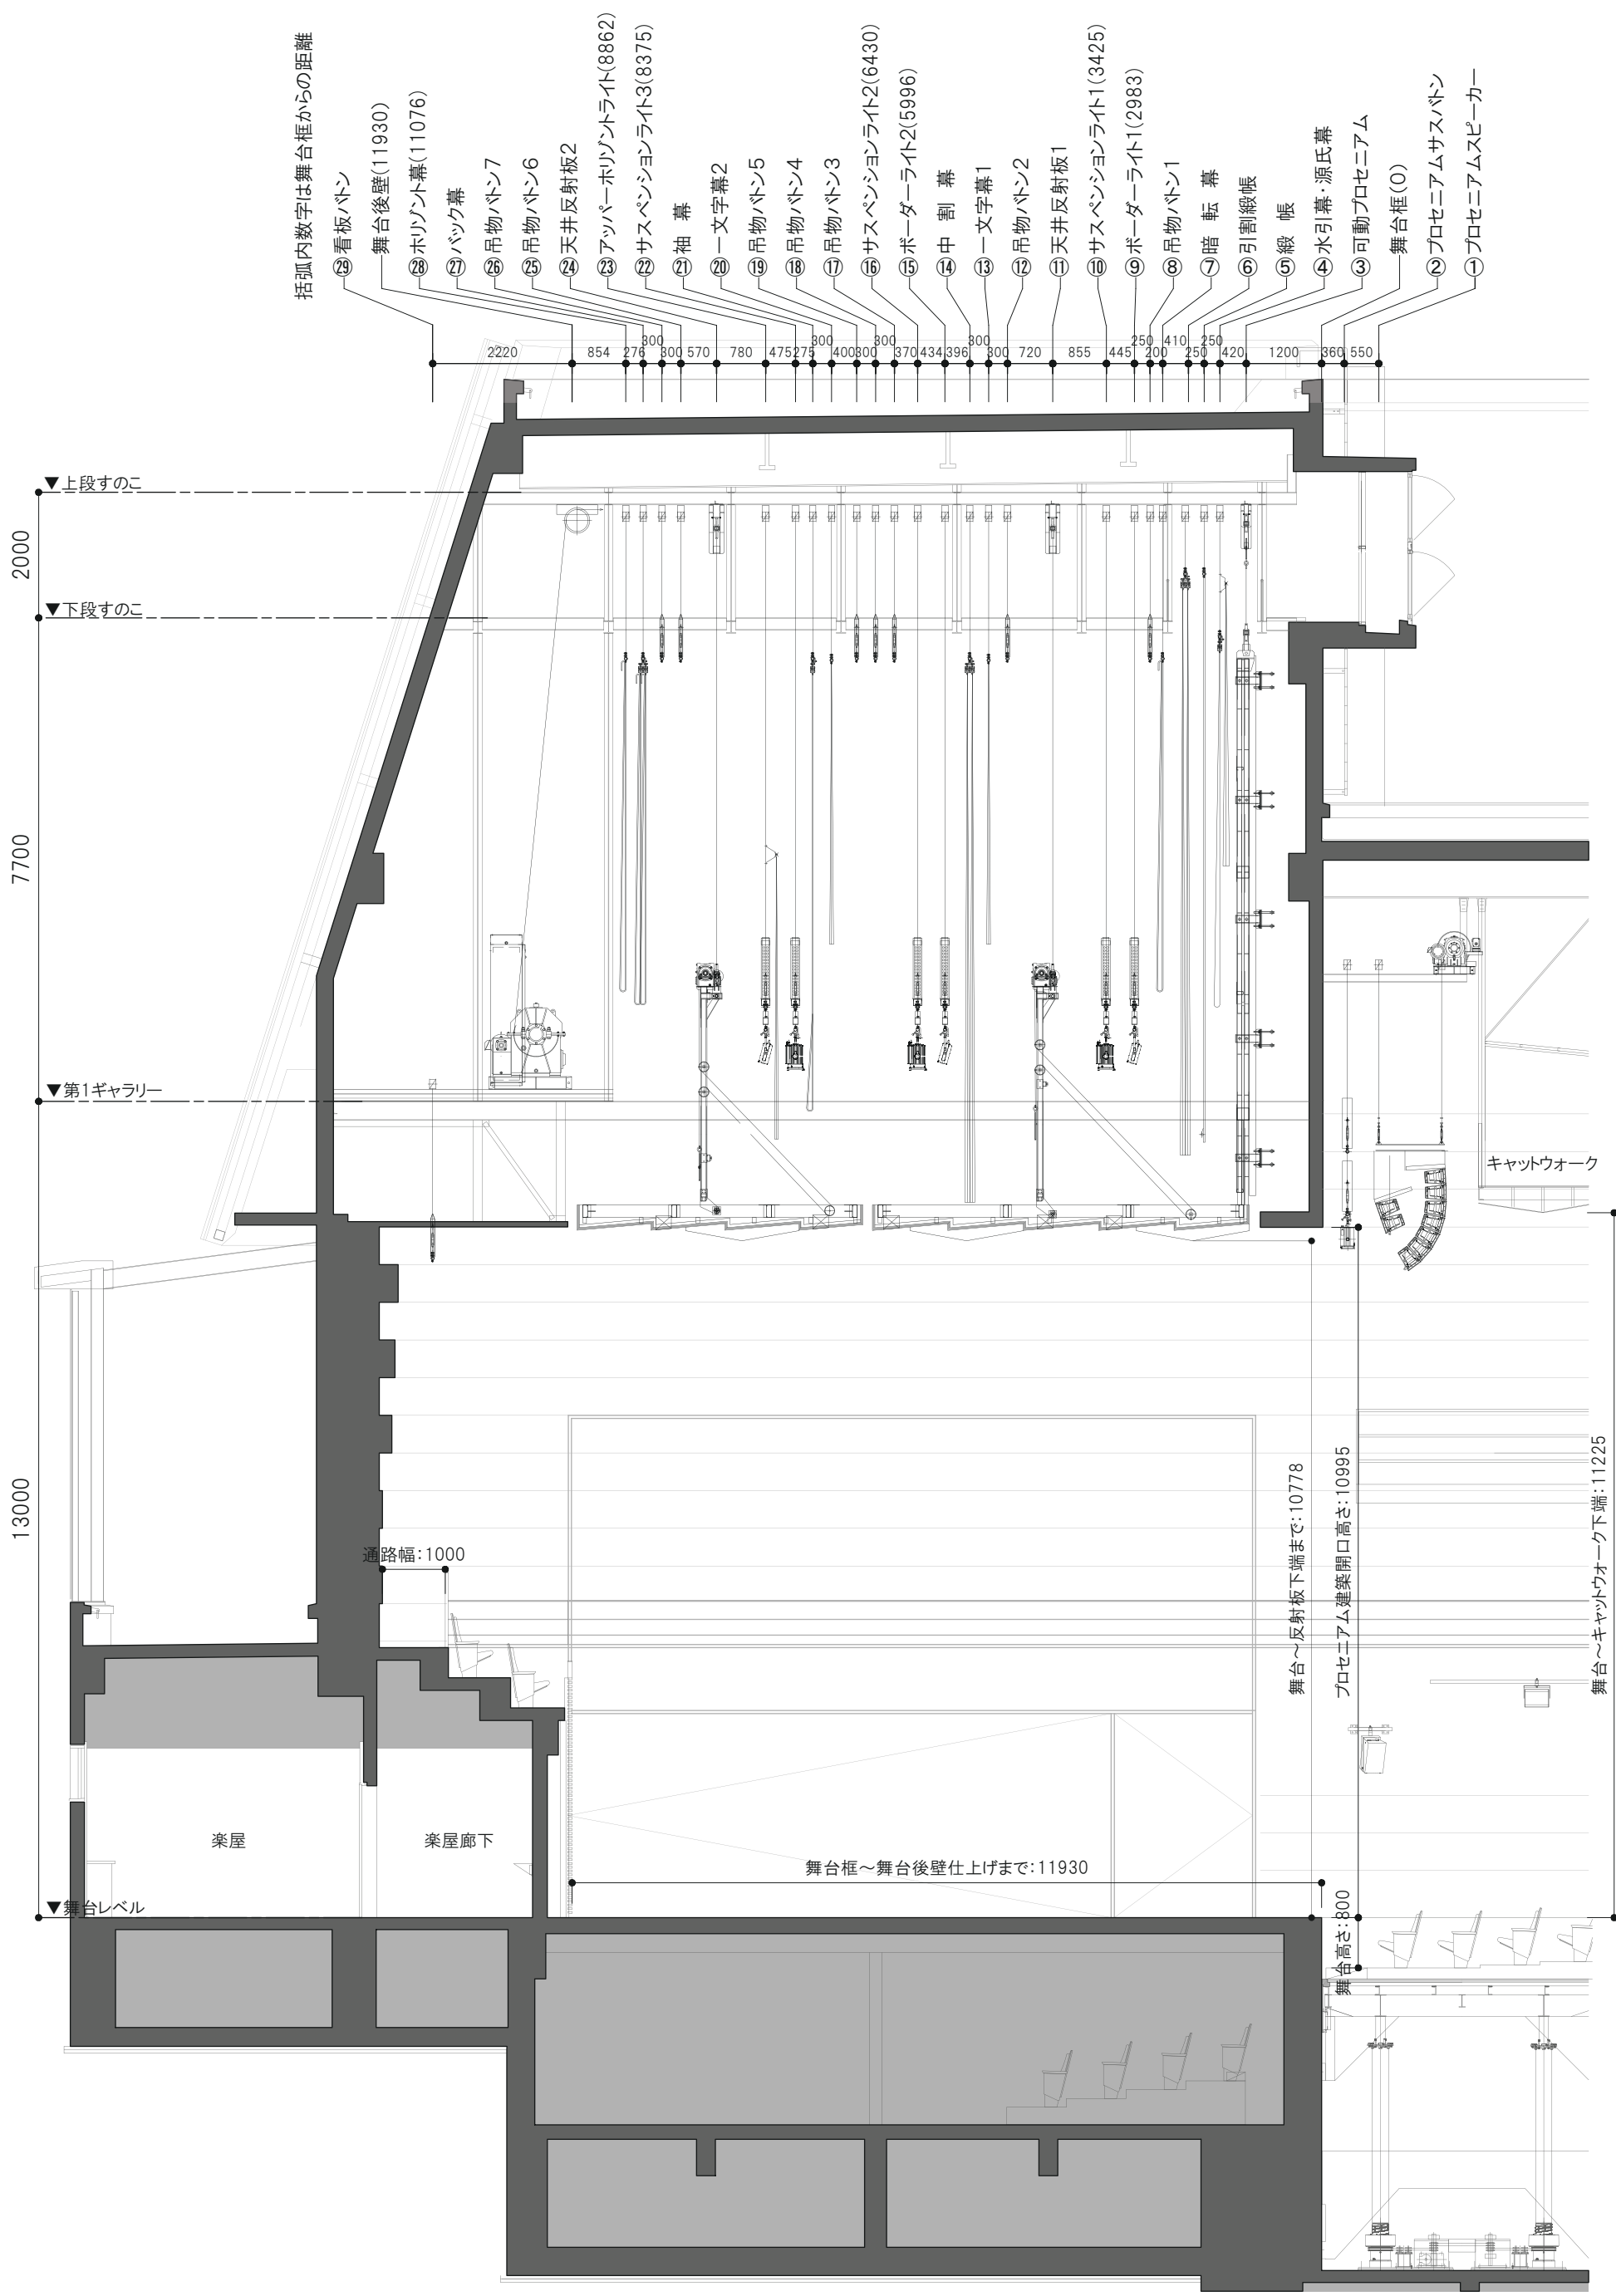 括弧内数字は舞台框からの距離
㉙看板バトン
舞台後壁(11930)
㉘ホリゾント幕(11076)
㉗バック幕
㉖吊物バトン7
㉕吊物バトン6
㉔天井反射板2
㉓アッパーホリゾントライト(8862)
㉒サスペンションライト3(8375)
㉑袖 幕
⑳一文字幕2
⑲吊物バトン5
⑱吊物バトン4
⑰吊物バトン3
⑯サスペンションライト2(6430)
⑮ボーダーライト2(5996)
⑭中 割 幕
⑬一文字幕1
⑫吊物バトン2
⑪天井反射板1
⑩サスペンションライト1(3425)
⑨ボーダーライト1(2983)
⑧吊物バトン1
⑦暗 転 幕
⑥引割緞帳
⑤緞 帳
④水引幕・源氏幕
③可動プロセニアム
舞台框(0)
②プロセニアムサスバトン
①プロセニアムスピーカー
2220 854 276 300 300 570 780 475 275 300 400 300 300 370 434 396 300 300 720 855 445 250 200 410 250 250 420 1200 360 550
▼上段すのこ
2000
▼下段すのこ
7700
▼第1ギャラリー
キャットウォーク
13000
通路幅:1000
舞台～反射板下端まで:10778
プロセニアム建築開口高さ:10995
舞台～キャットウォーク下端:11225
楽屋
楽屋廊下
舞台框～舞台後壁仕上げまで:11930
▼舞台レベル
舞台高さ:800